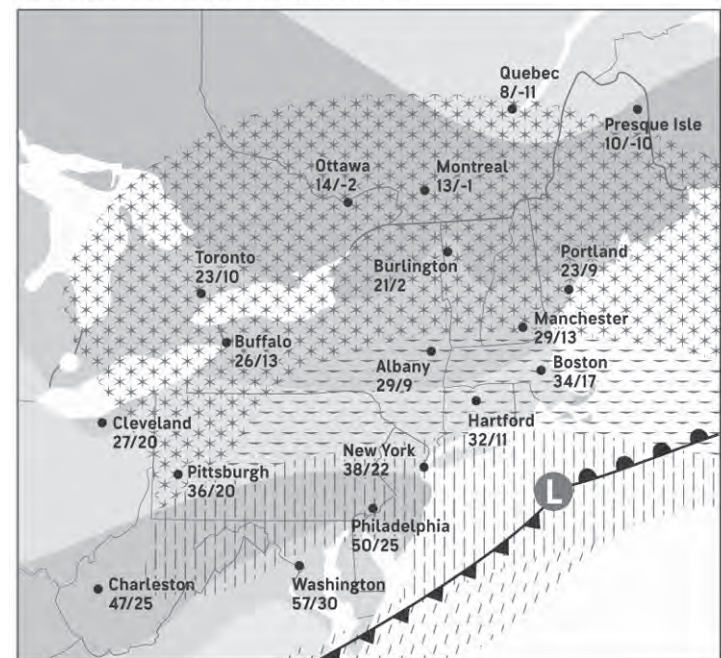 Quebec
8/-11
Presque Isle
10/-10
Ottawa
14/-2
Montreal
13/-1
Toronto
23/10
Burlington
21/2
Portland
23/9
Manchester
29/13
Buffalo
26/13
Albany
29/9
Boston
34/17
Hartford
32/11
Cleveland
27/20
New York
38/22
Pittsburgh
36/20
L
Philadelphia
50/25
Charleston
47/25
Washington
57/30